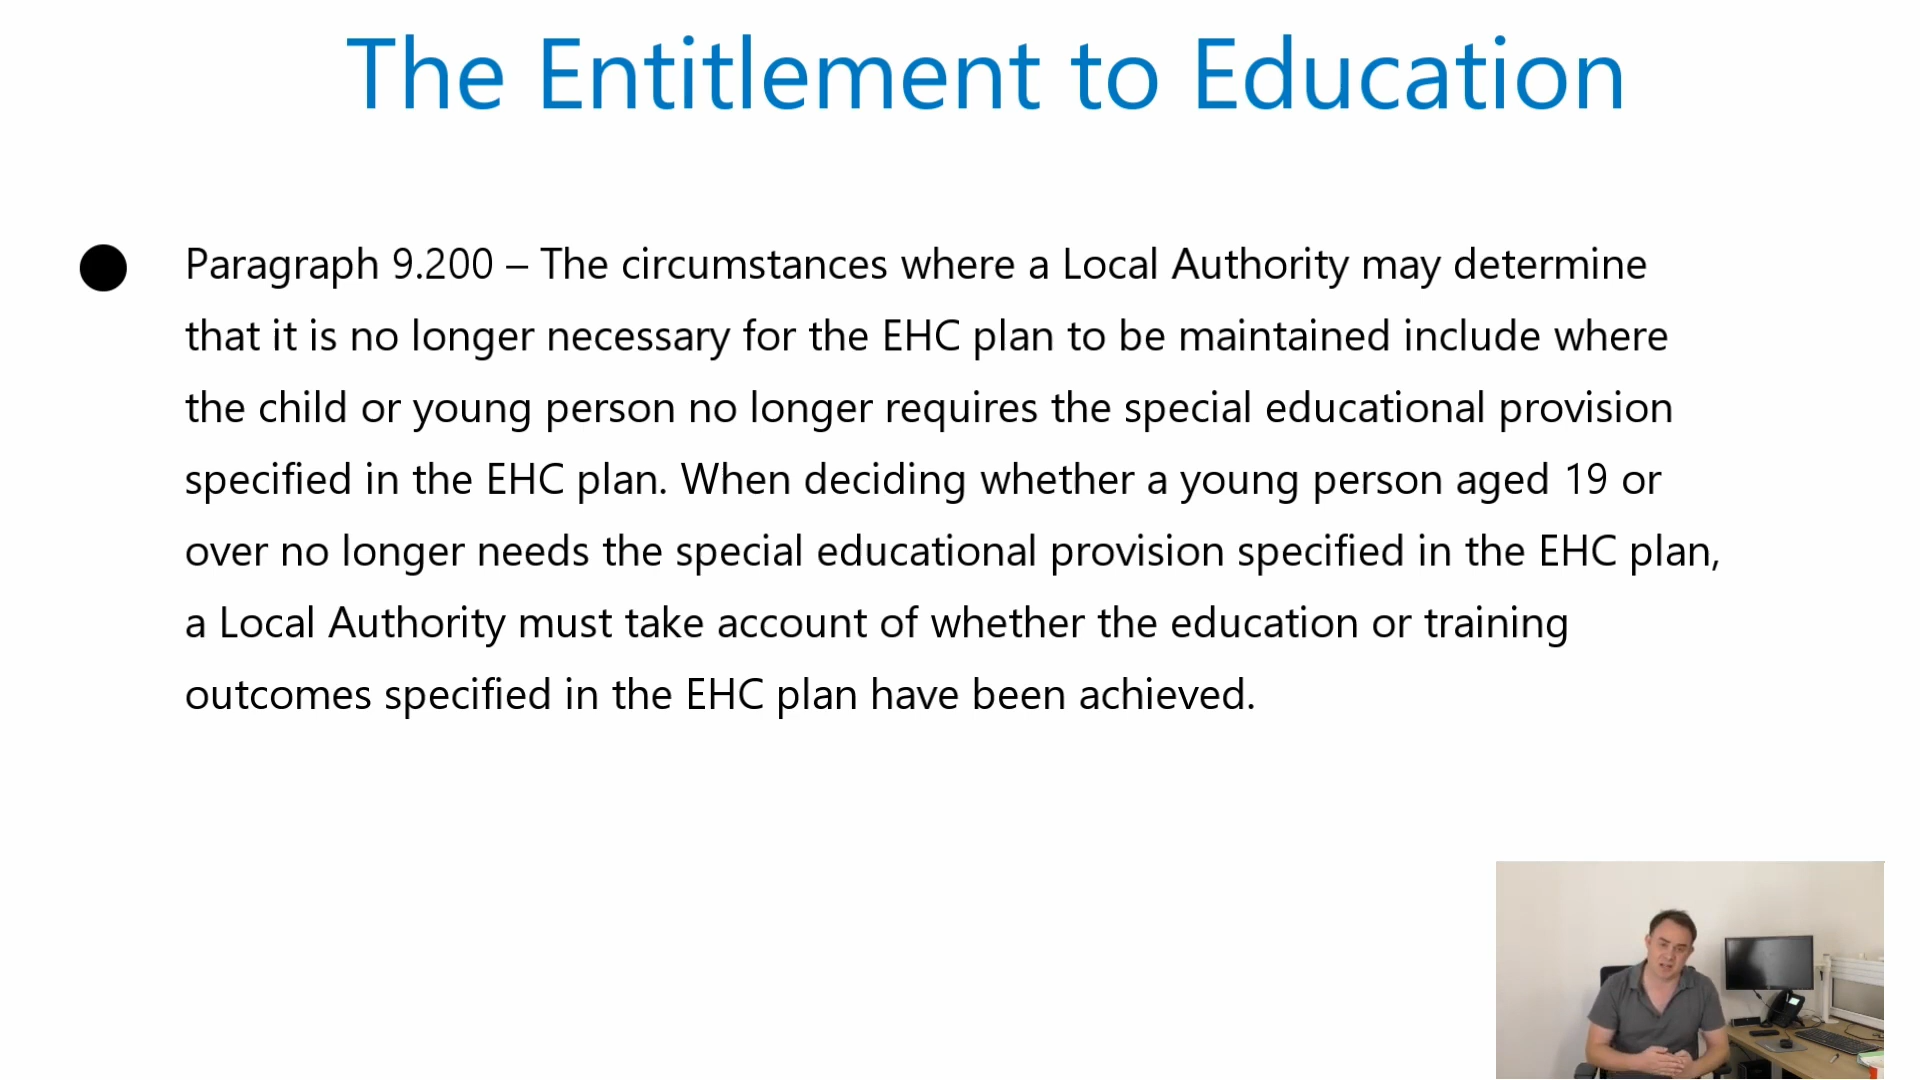 The Entitlement to Education
Paragraph 9.200 – The circumstances where a Local Authority may determine
that it is no longer necessary for the EHC plan to be maintained include where
the child or young person no longer requires the special educational provision
specified in the EHC plan. When deciding whether a young person aged 19 or
over no longer needs the special educational provision specified in the EHC plan,
a Local Authority must take account of whether the education or training
outcomes specified in the EHC plan have been achieved.